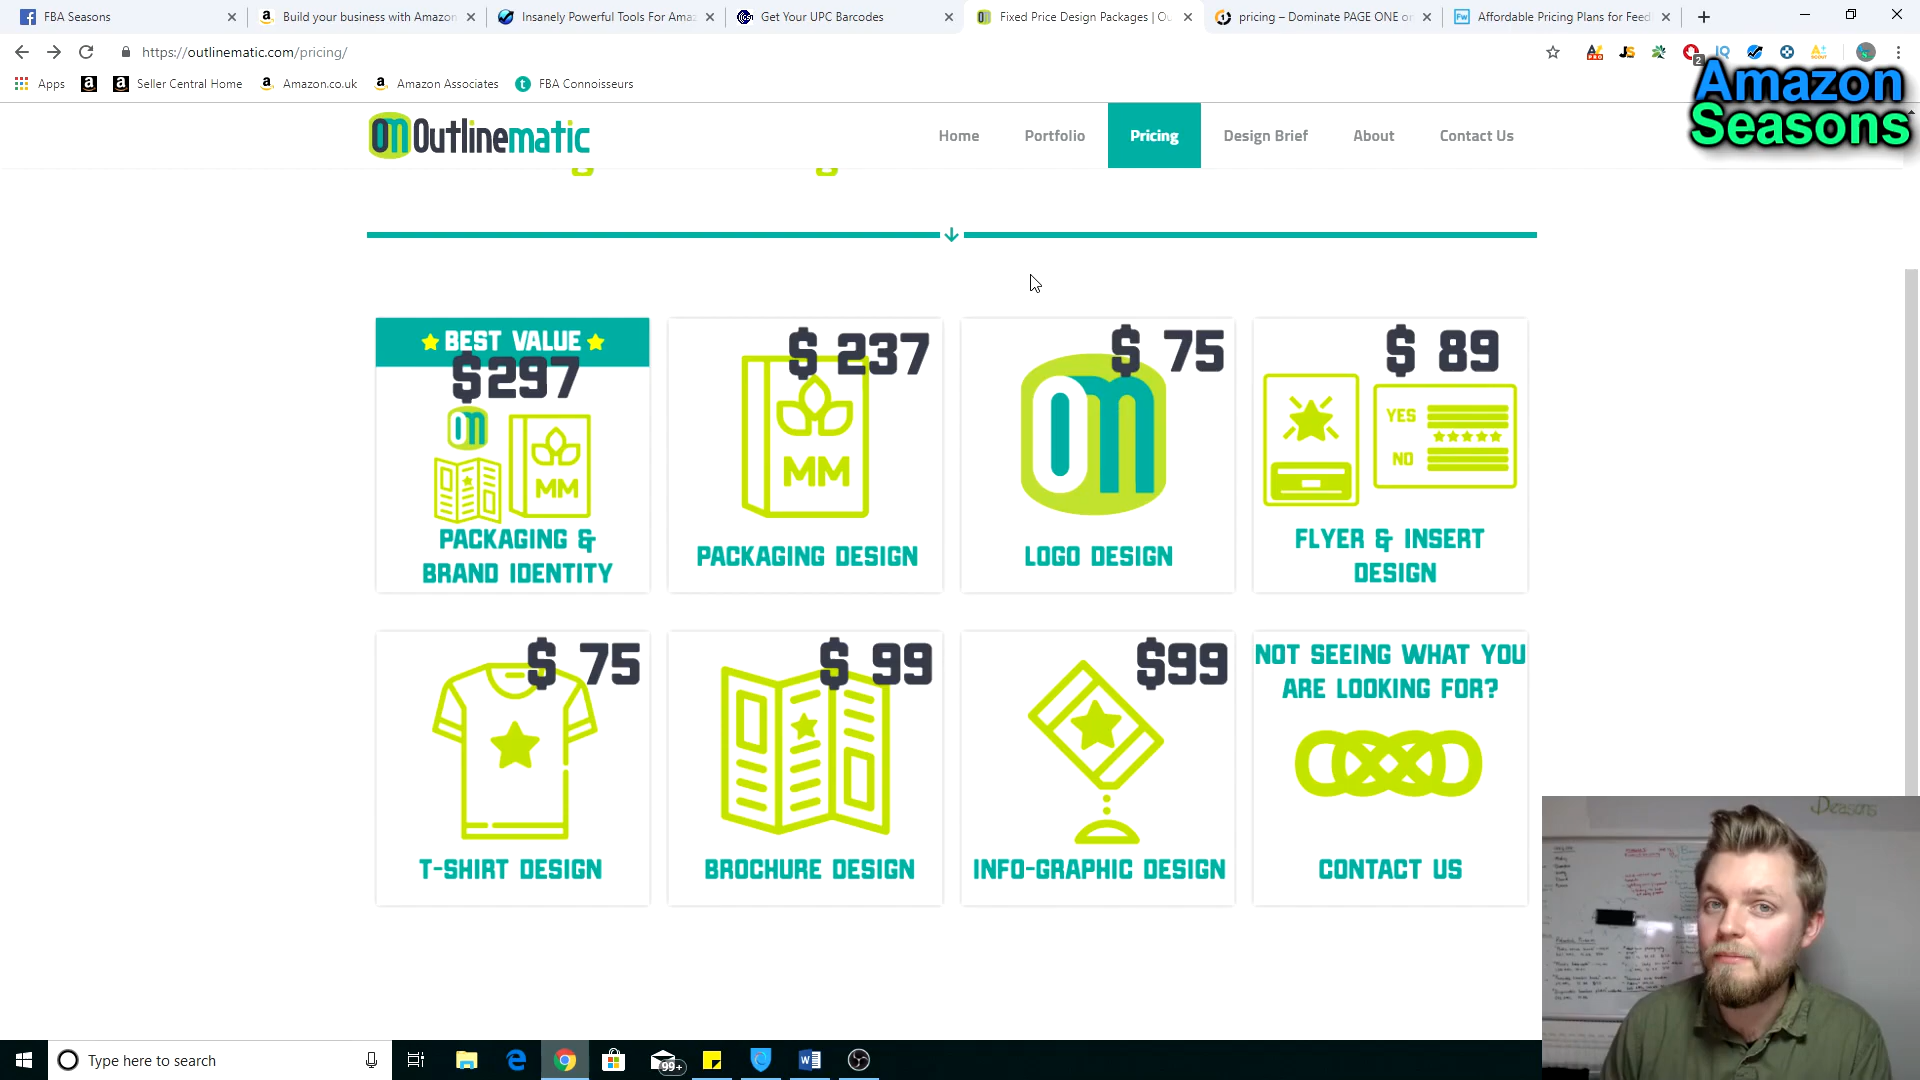 FBA Seasons
Build your business with Amazon
Insanely Powerful Tools For Ama
Get Your UPC Barcodes
Fixed Price Design Packages | Ou
pricing – Dominate PAGE ONE on
Affordable Pricing Plans for Feed
https://outlinematic.com/pricing/
Apps
Seller Central Home
Amazon.co.uk
Amazon Associates
FBA Connoisseurs
Amazon
Seasons
Outlinematic
Home
Portfolio
Pricing
Design Brief
About
Contact Us
BEST VALUE
$297
MM
PACKAGING &
BRAND IDENTITY
$ 237
MM
PACKAGING DESIGN
$ 75
LOGO DESIGN
$ 89
YES
NO
FLYER & INSERT
DESIGN
$ 75
T-SHIRT DESIGN
$ 99
BROCHURE DESIGN
$99
INFO-GRAPHIC DESIGN
NOT SEEING WHAT YOU
ARE LOOKING FOR?
CONTACT US
Type here to search
99+